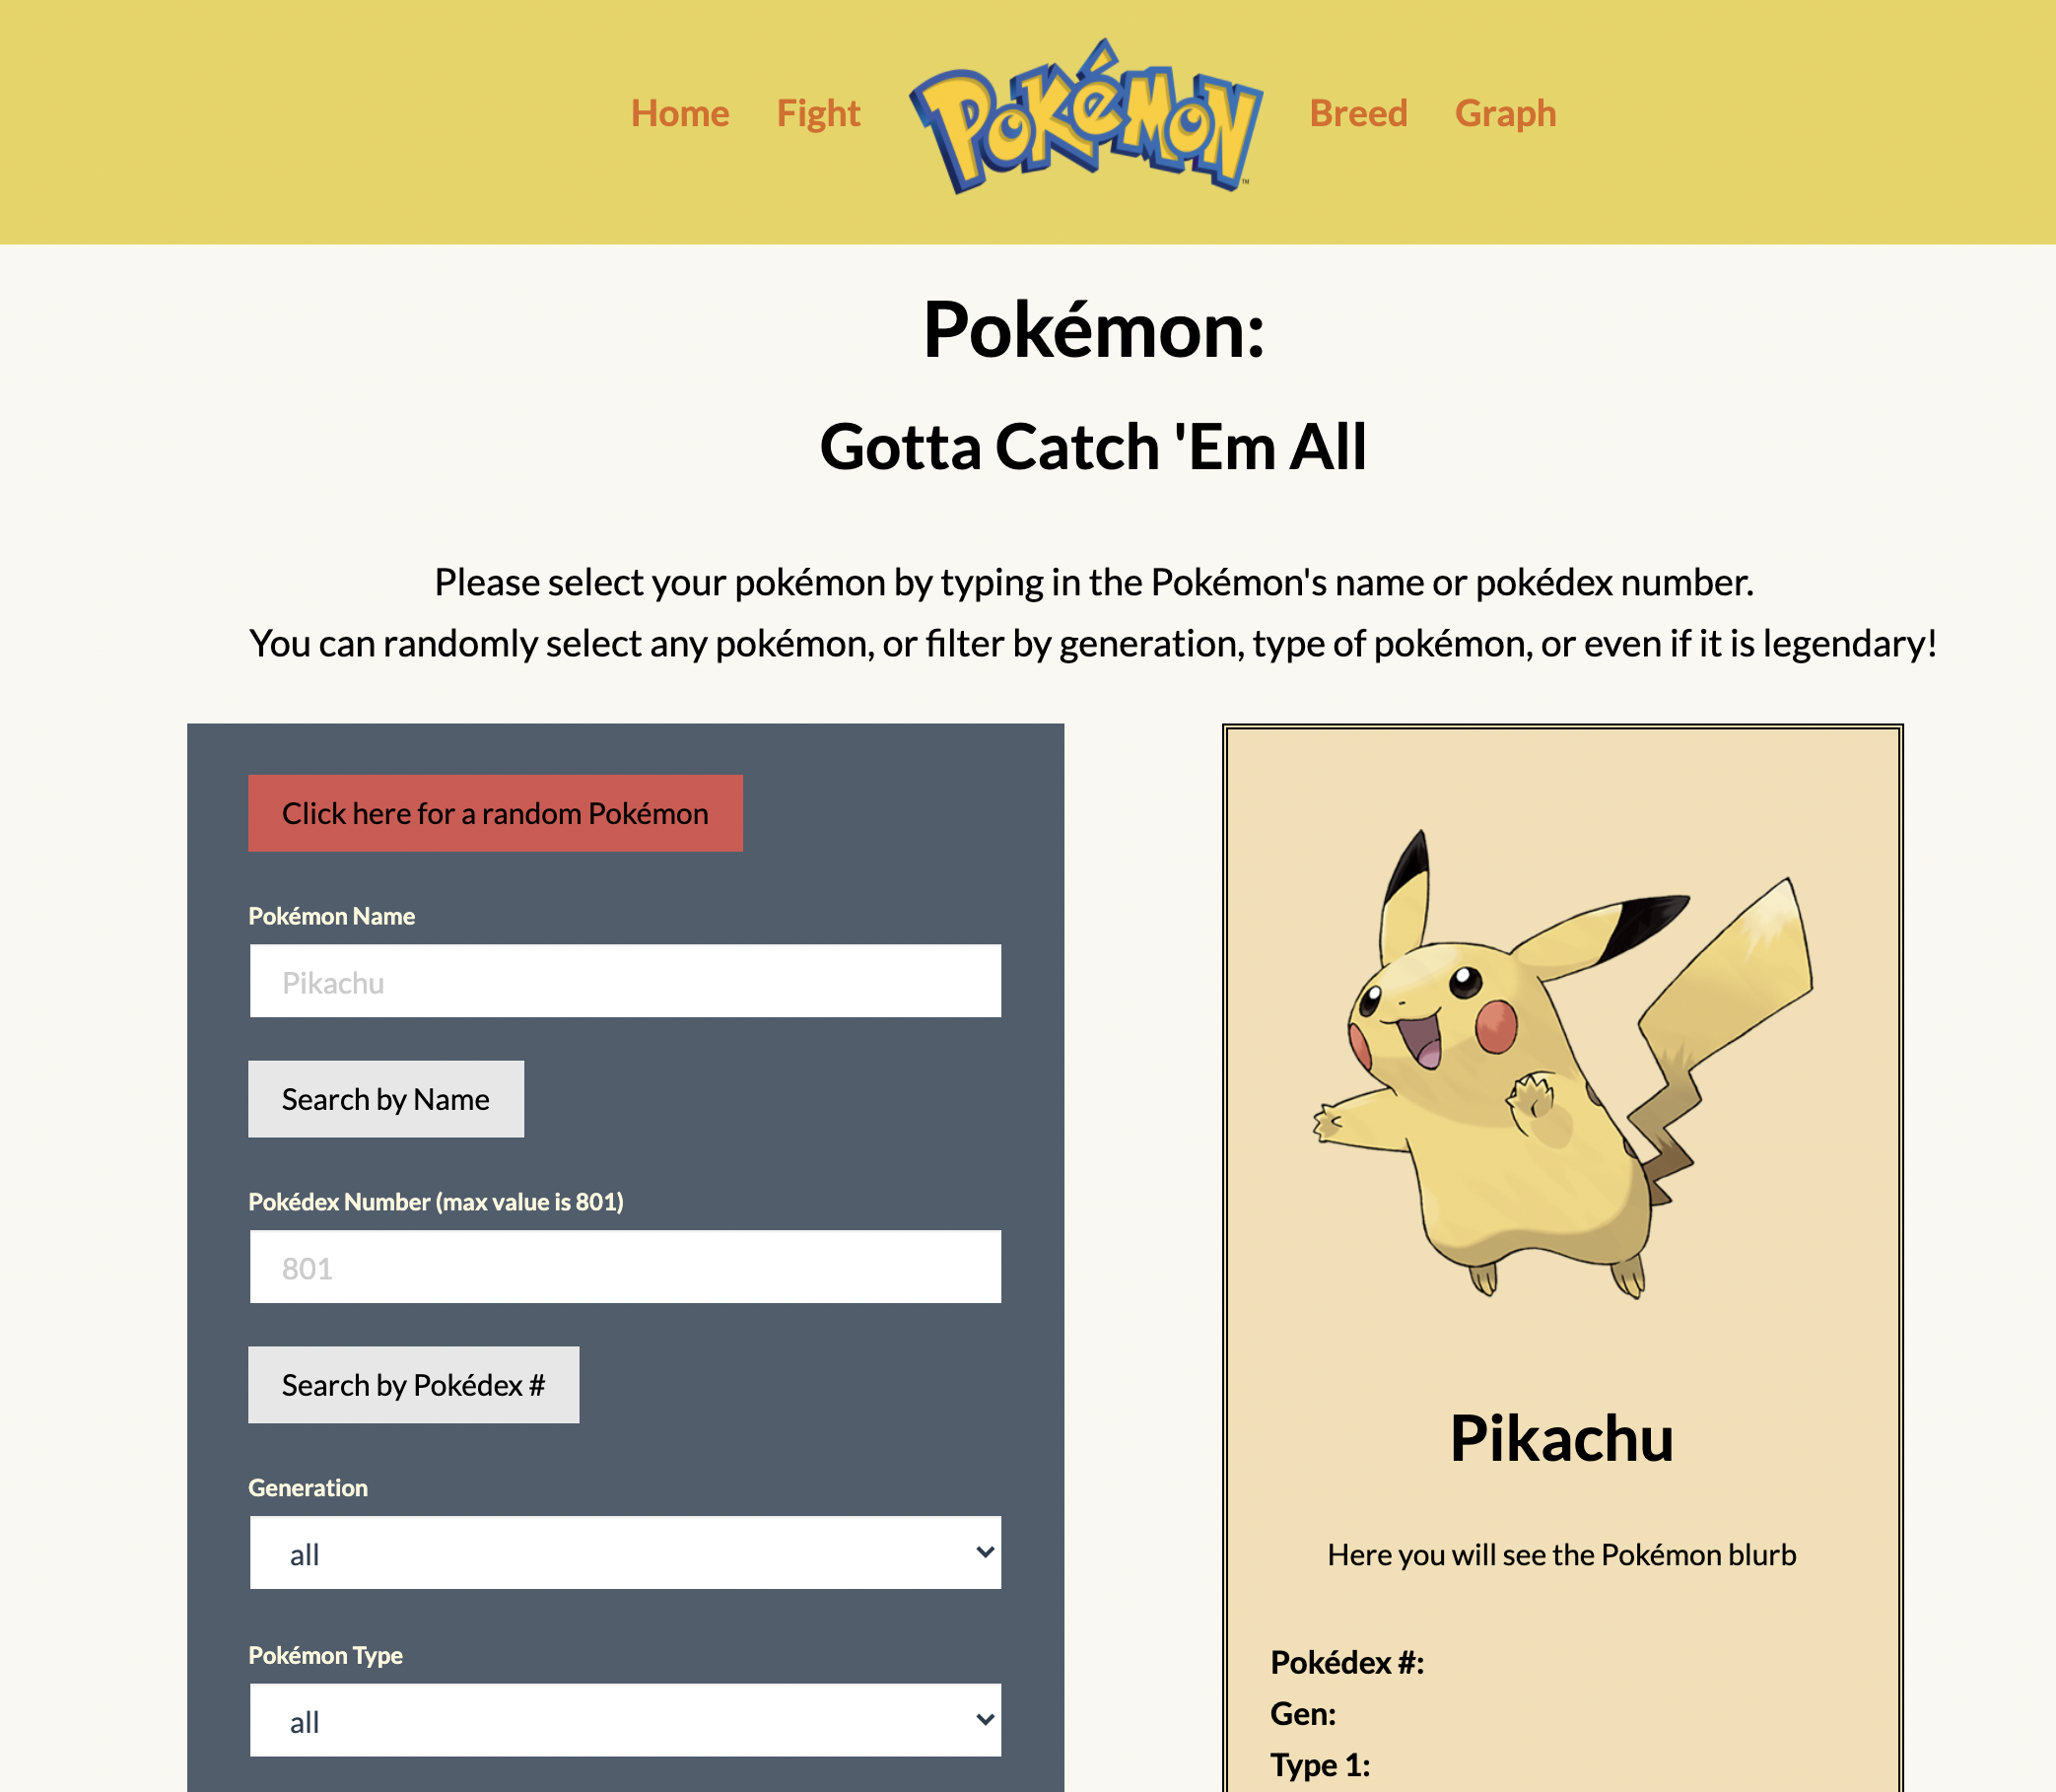 Home Fight POKéMON ™ Breed Graph
Pokémon:
Gotta Catch 'Em All
Please select your pokémon by typing in the Pokémon's name or pokédex number.
You can randomly select any pokémon, or filter by generation, type of pokémon, or even if it is legendary!
Click here for a random Pokémon
Pokémon Name
Pikachu
Search by Name
Pokédex Number (max value is 801)
801
Search by Pokédex #
Generation
all
Pokémon Type
all
Pikachu
Here you will see the Pokémon blurb
Pokédex #:
Gen:
Type 1: